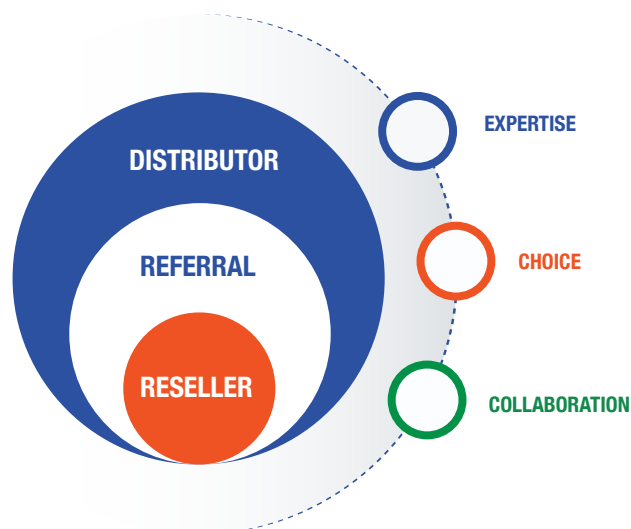 EXPERTISE
DISTRIBUTOR
REFERRAL
CHOICE
RESELLER
COLLABORATION